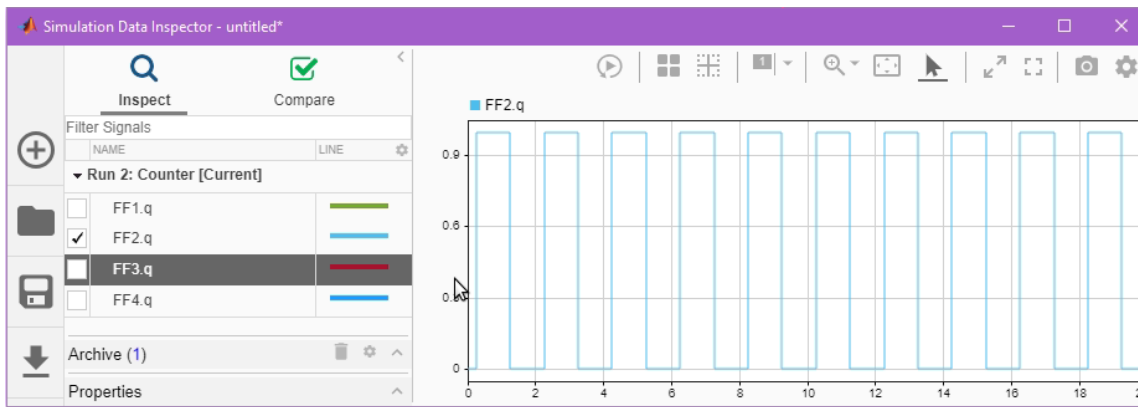 Simulation Data Inspector - untitled*
Inspect
Compare
1
Filter Signals
NAME LINE
Run 2: Counter [Current]
FF1.q
FF2.q
FF3.q
FF4.q
Archive (1)
Properties
FF2.q
0.9
0.6
0
0 2 4 6 8 10 12 14 16 18